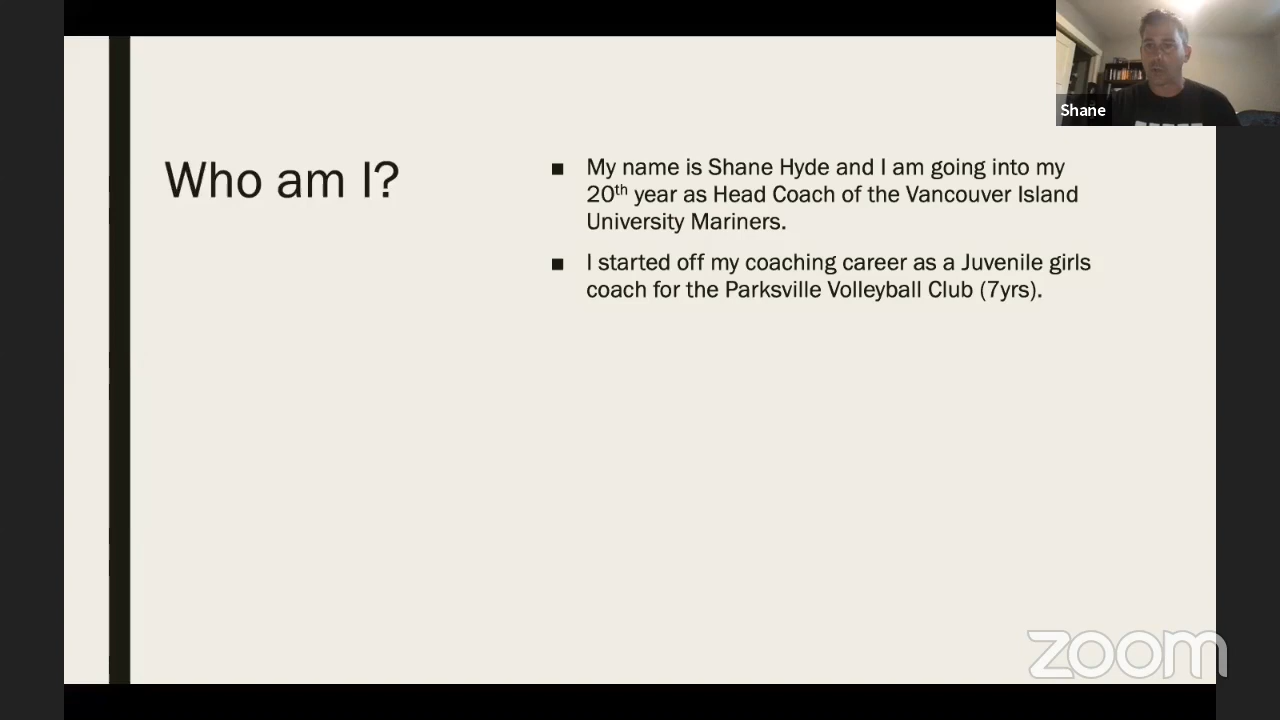 Shane
Who am I?
■ My name is Shane Hyde and I am going into my
20th year as Head Coach of the Vancouver Island
University Mariners.
■ I started off my coaching career as a Juvenile girls
coach for the Parksville Volleyball Club (7yrs).
zoom